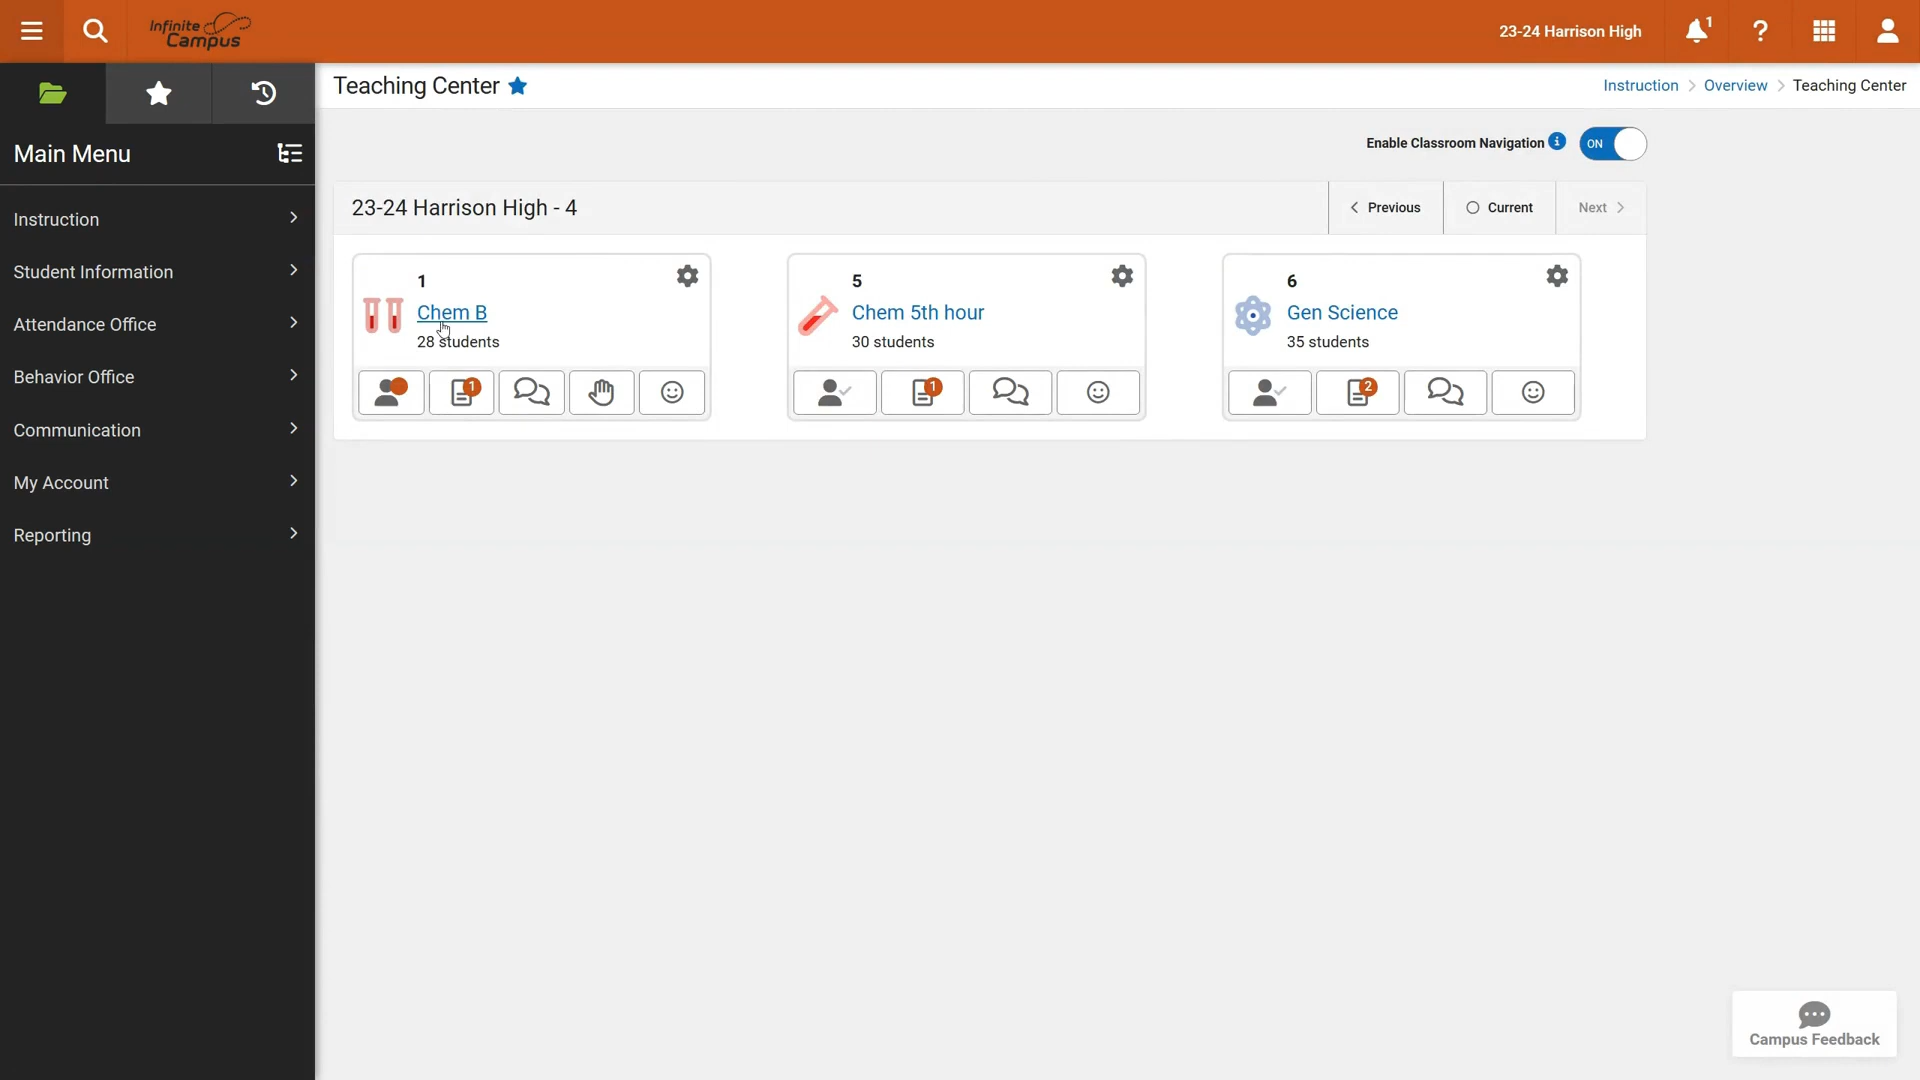 Infinite
Campus
23-24 Harrison High
1
Teaching Center
Instruction > Overview > Teaching Center
Main Menu
Enable Classroom Navigation i
ON
Instruction
Student Information
Attendance Office
Behavior Office
Communication
My Account
Reporting
23-24 Harrison High - 4
Previous
Current
Next
1
Chem B
28 students
1
5
Chem 5th hour
30 students
1
6
Gen Science
35 students
2
Campus Feedback